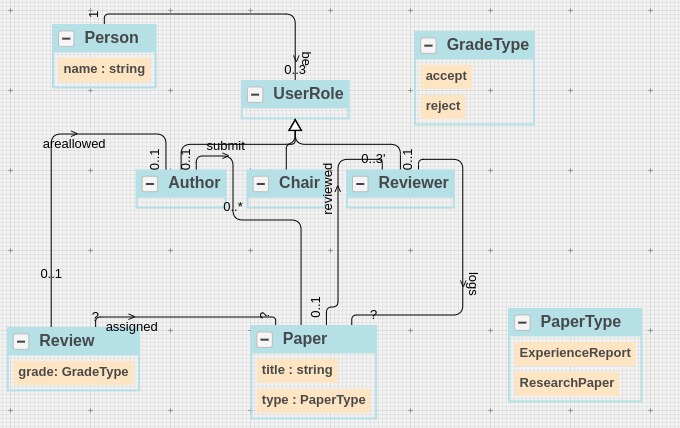 1
Person
name : string
be
0..3
GradeType
accept
reject
UserRole
areallowed
0..1
0..1
submit
reviewed
0..3'
0..1
Author
Chair
Reviewer
0..*
0..1
logs
0..1
?
?
?
assigned
Review
grade: GradeType
Paper
title : string
type : PaperType
PaperType
ExperienceReport
ResearchPaper